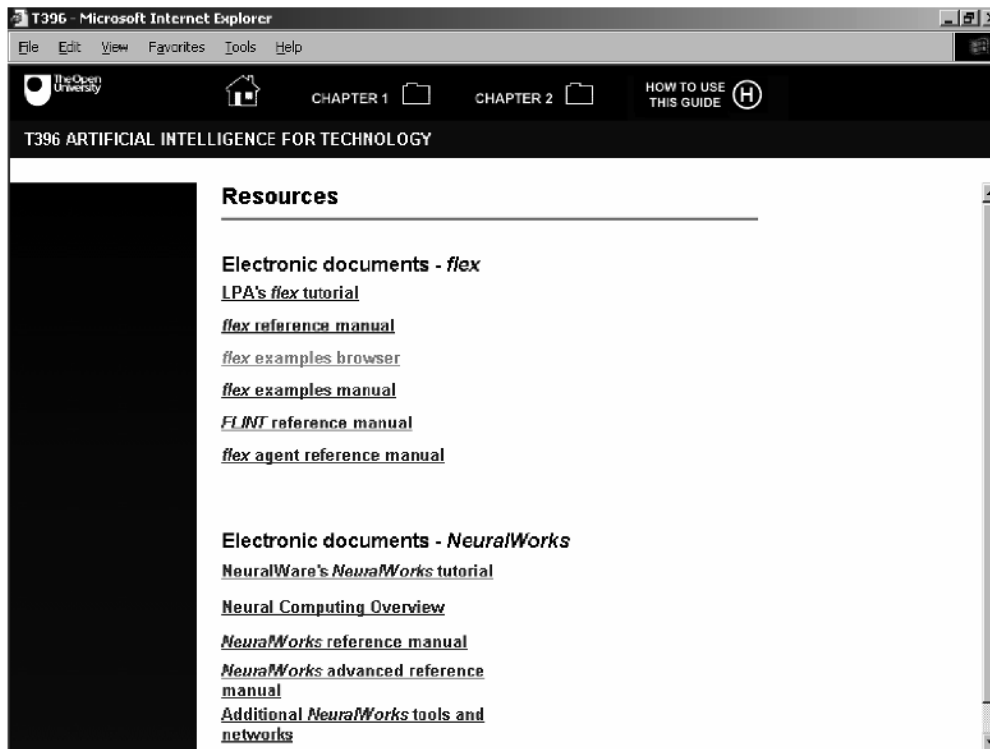 T396 - Microsoft Internet Explorer
File Edit View Favorites Tools Help
The Open
University
CHAPTER 1
CHAPTER 2
HOW TO USE
THIS GUIDE
H
T396 ARTIFICIAL INTELLIGENCE FOR TECHNOLOGY
Resources
Electronic documents - flex
LPA's flex tutorial
flex reference manual
flex examples browser
flex examples manual
FLINT reference manual
flex agent reference manual
Electronic documents - NeuralWorks
NeuralWare's NeuralWorks tutorial
Neural Computing Overview
NeuralWorks reference manual
NeuralWorks advanced reference
manual
Additional NeuralWorks tools and
networks